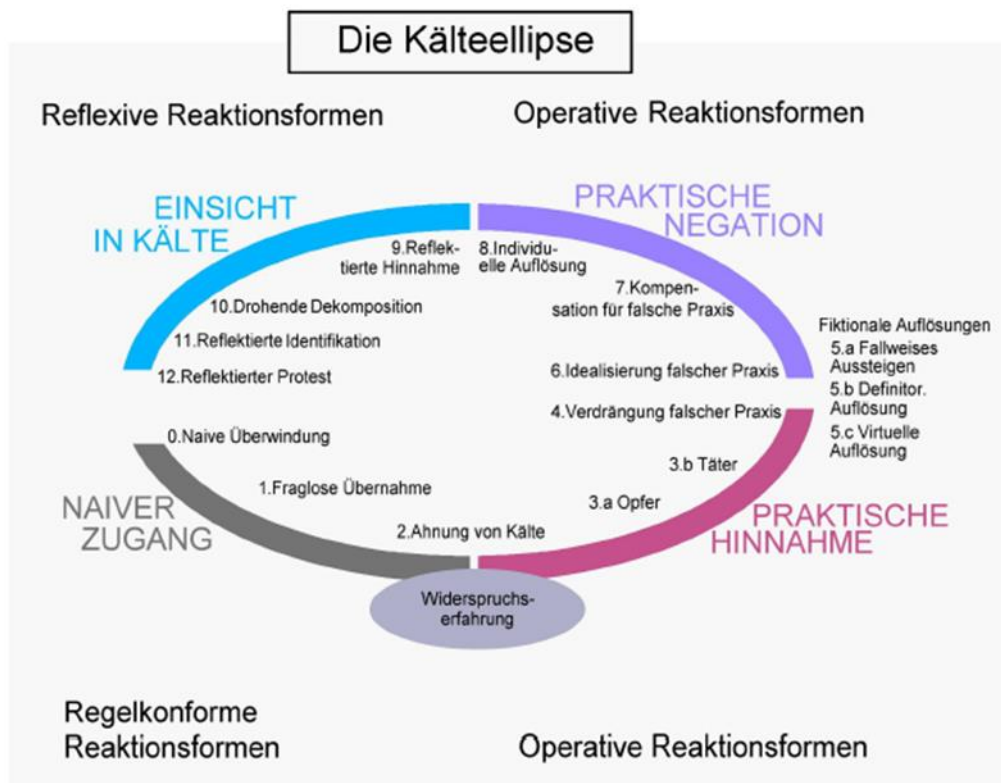 Die Kälteellipse
Reflexive Reaktionsformen
Operative Reaktionsformen
EINSICHT
IN KÄLTE
PRAKTISCHE
NEGATION
9.Reflek-
tierte Hinnahme
8.Individu-
elle Auflösung
10.Drohende Dekomposition
7.Kompen-
sation für falsche Praxis
11.Reflektierte Identifikation
12.Reflektierter Protest
6.Idealisierung falscher Praxis
Fiktionale Auflösungen
5.a Fallweises
Aussteigen
5.b Definitor.
Auflösung
5.c Virtuelle
Auflösung
4.Verdrängung falscher Praxis
0.Naive Überwindung
3.b Täter
1.Fraglose Übernahme
3.a Opfer
2.Ahnung von Kälte
NAIVER
ZUGANG
PRAKTISCHE
HINNAHME
Widerspruchs-
erfahrung
Regelkonforme
Reaktionsformen
Operative Reaktionsformen